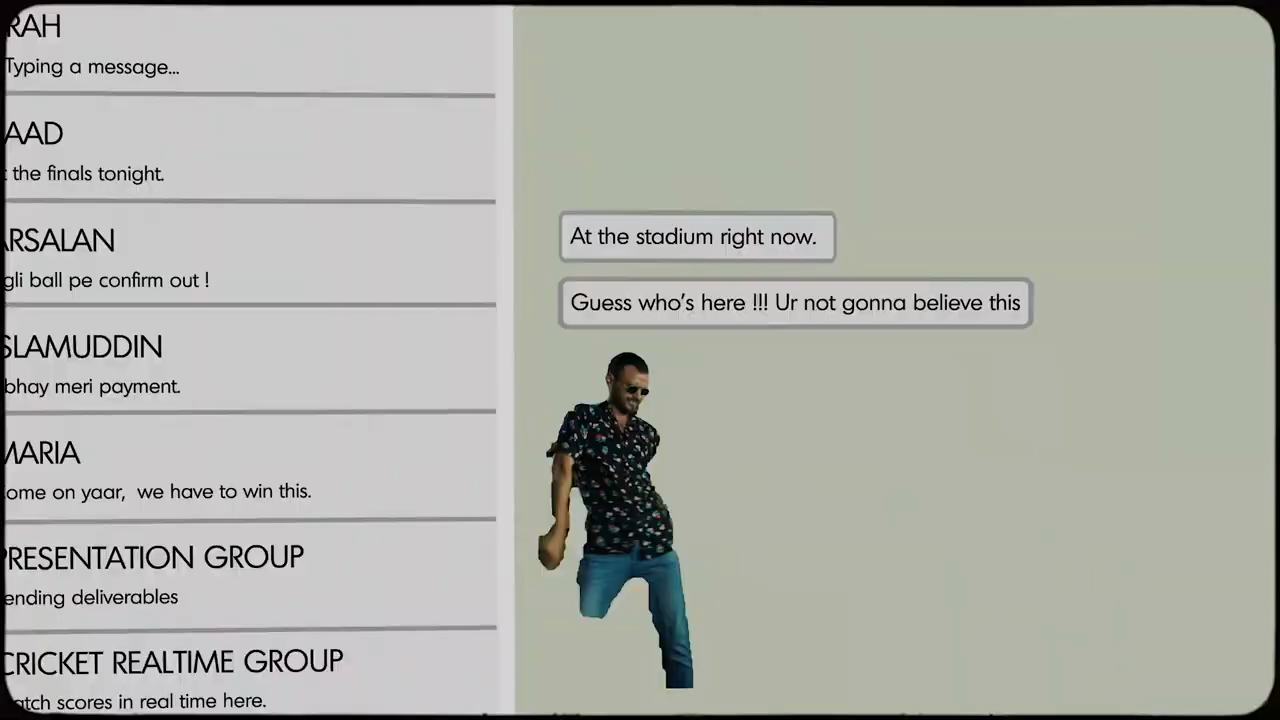 RAH
Typing a message...
AAD
the finals tonight.
ARSALAN
gli ball pe confirm out !
SLAMUDDIN
bhay meri payment.
MARIA
ome on yaar, we have to win this.
PRESENTATION GROUP
ending deliverables
CRICKET REALTIME GROUP
atch scores in real time here.
At the stadium right now.
Guess who's here !!! Ur not gonna believe this